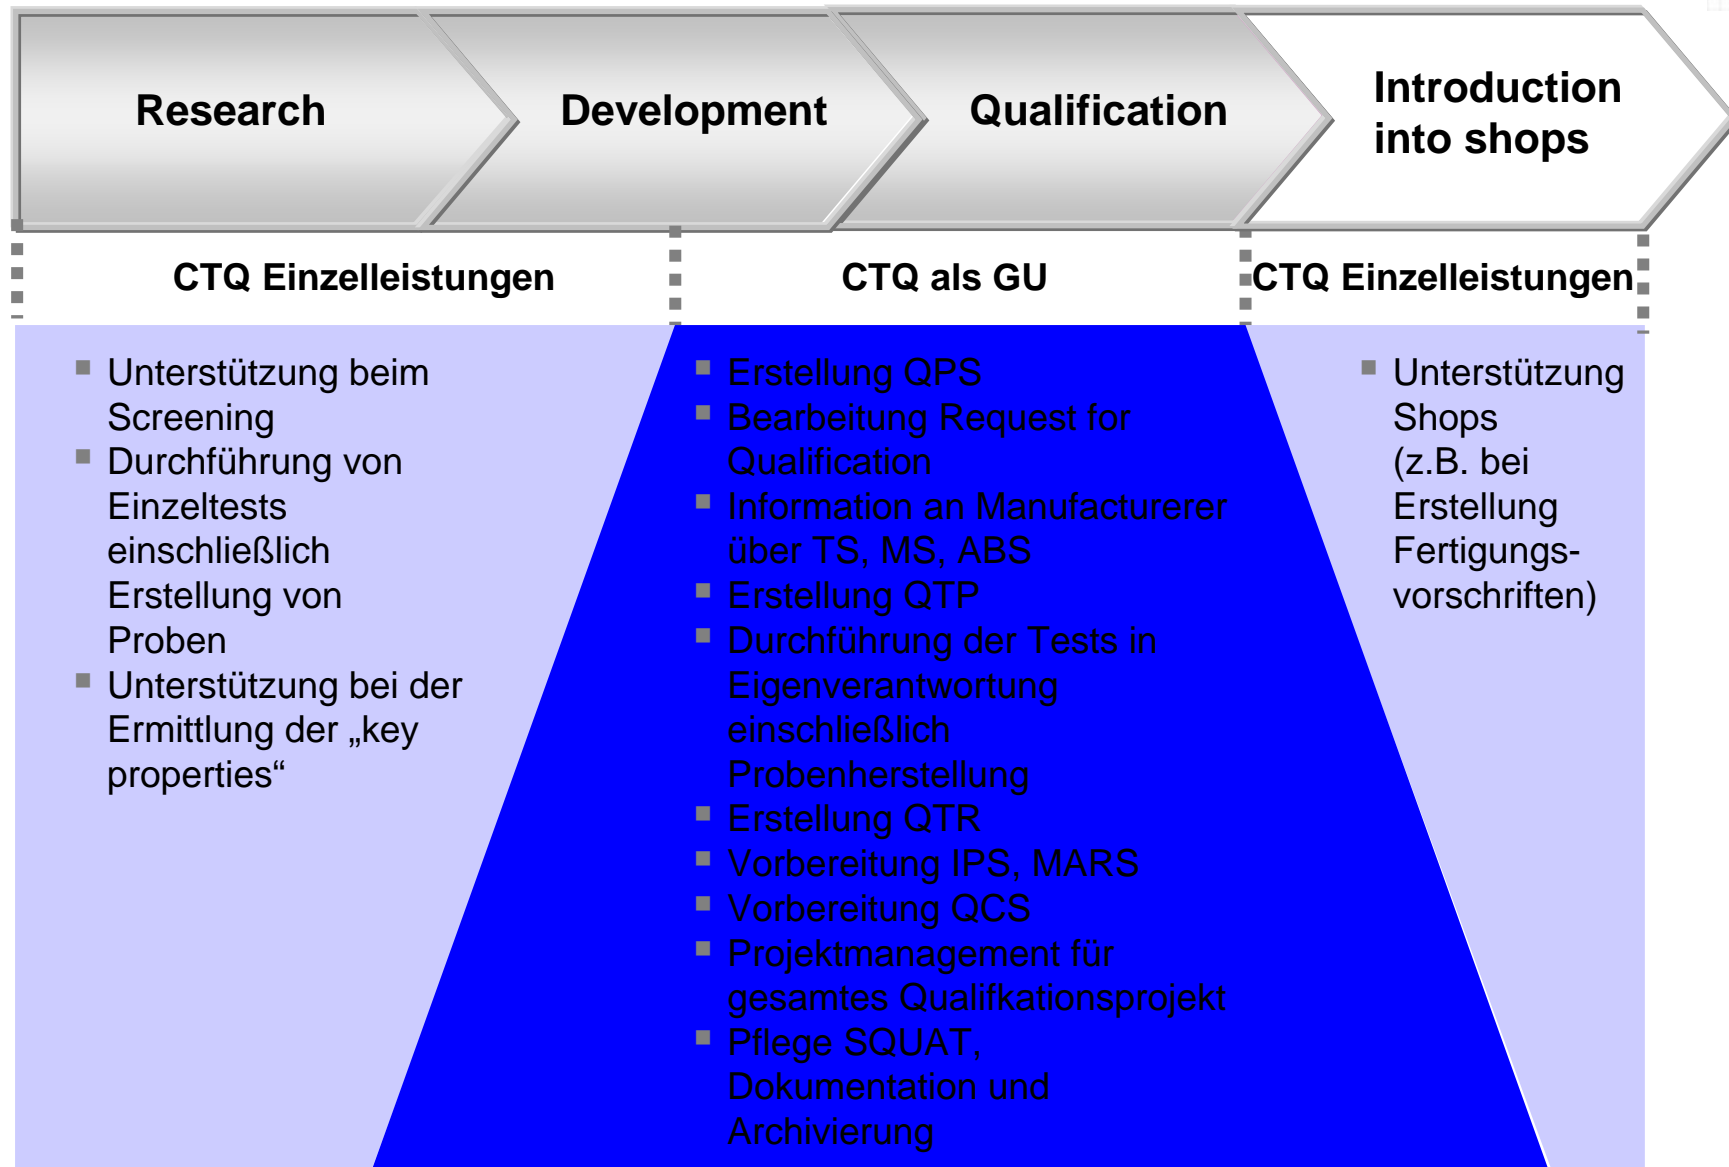 Research
Development
Qualification
Introduction
into shops
CTQ Einzelleistungen
CTQ als GU
CTQ Einzelleistungen
Unterstützung beim
Screening
Durchführung von
Einzeltests
einschließlich
Erstellung von
Proben
Unterstützung bei der
Ermittlung der „key
properties“
Erstellung QPS
Bearbeitung Request for
Qualification
Information an Manufacturerer
über TS, MS, ABS
Erstellung QTP
Durchführung der Tests in
Eigenverantwortung
einschließlich
Probenherstellung
Erstellung QTR
Vorbereitung IPS, MARS
Vorbereitung QCS
Projektmanagement für
gesamtes Qualifkationsprojekt
Pflege SQUAT,
Dokumentation und
Archivierung
Unterstützung
Shops
(z.B. bei
Erstellung
Fertigungs-
vorschriften)